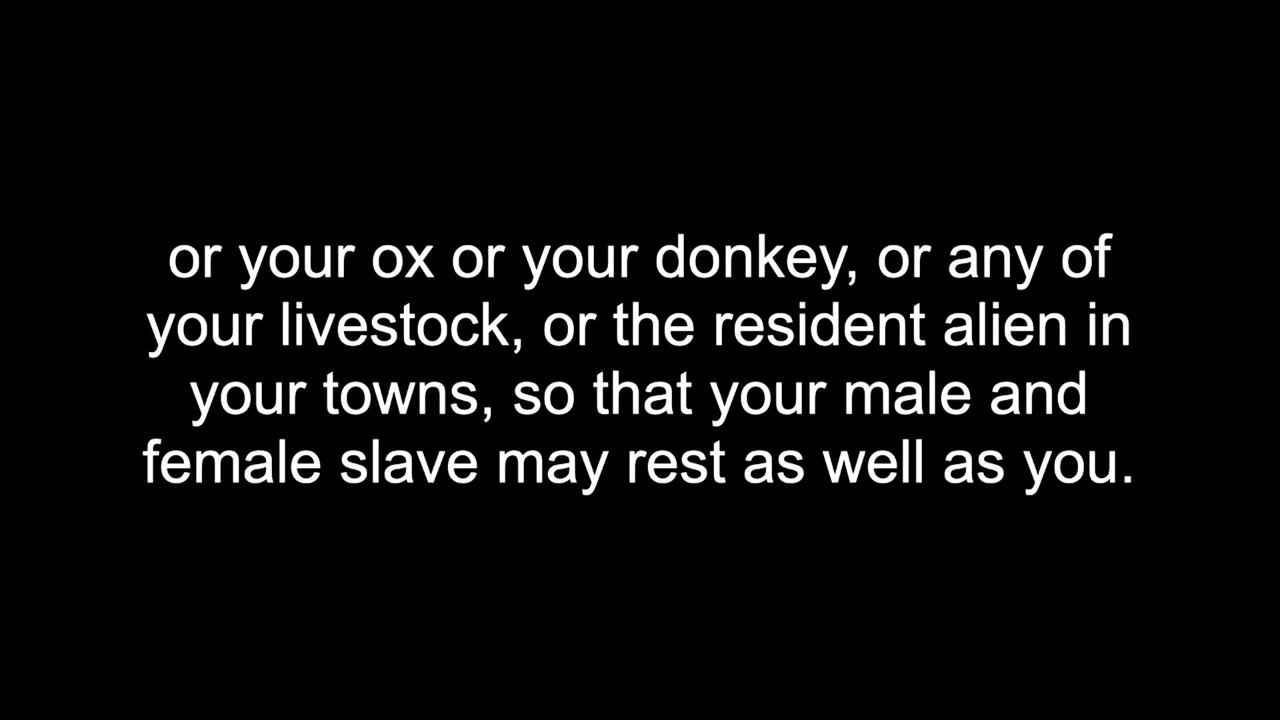 or your ox or your donkey, or any of
your livestock, or the resident alien in
your towns, so that your male and
female slave may rest as well as you.